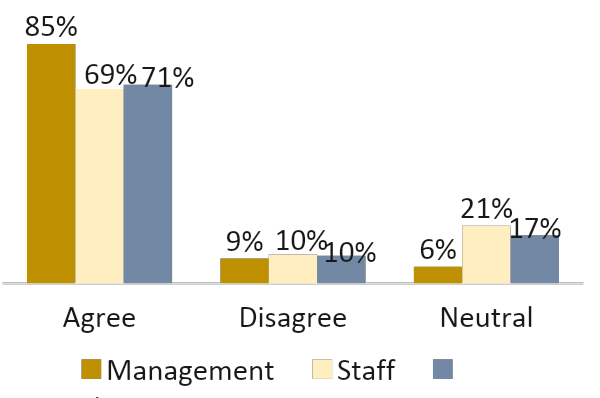 85%
69% 71%
9% 10% 10%
6% 21% 17%
Agree Disagree Neutral
Management Staff